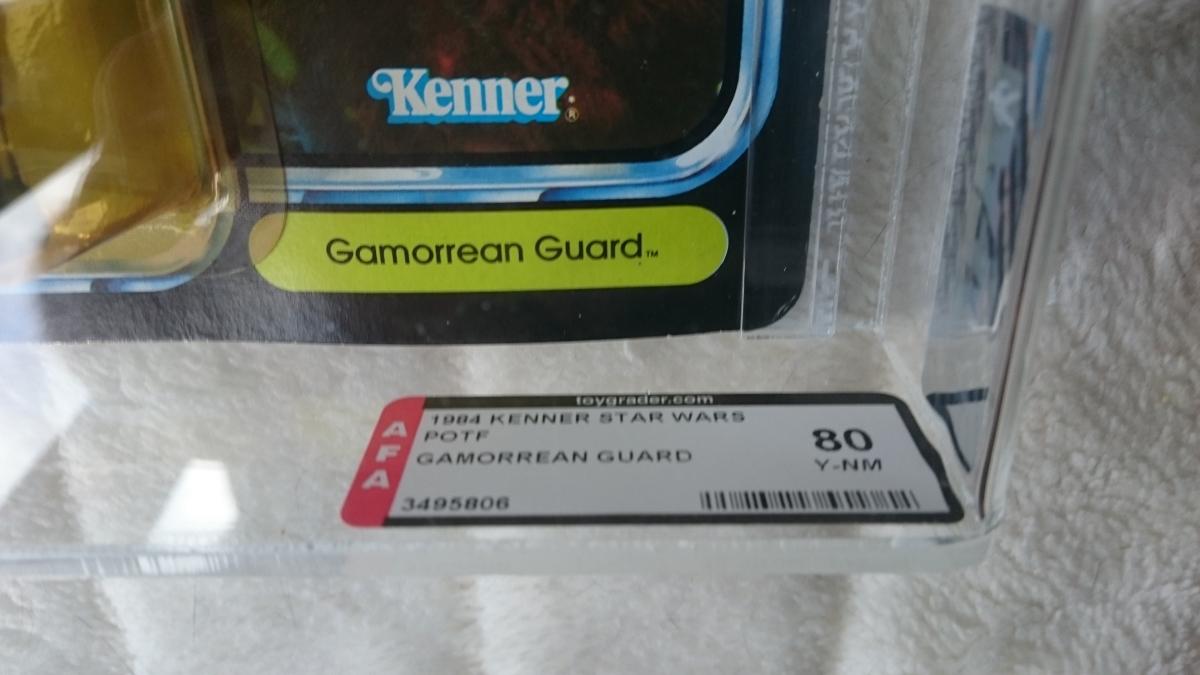 Kenner®
Gamorrean Guard™
toygrader.com
AFA
1984 KENNER STAR WARS
POTF
GAMORREAN GUARD
80
Y-NM
3495806